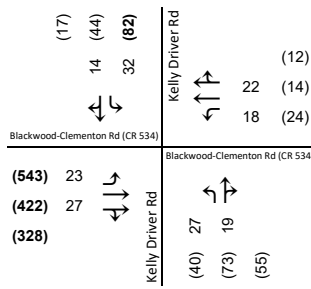 (17) (44) (82)
14 32
Blackwood-Clementon Rd (CR 534)
Kelly Driver Rd
(12)
22 (14)
18 (24)
(543) 23
(422) 27
(328)
Kelly Driver Rd
Blackwood-Clementon Rd (CR 534
27 19
(40) (73) (55)